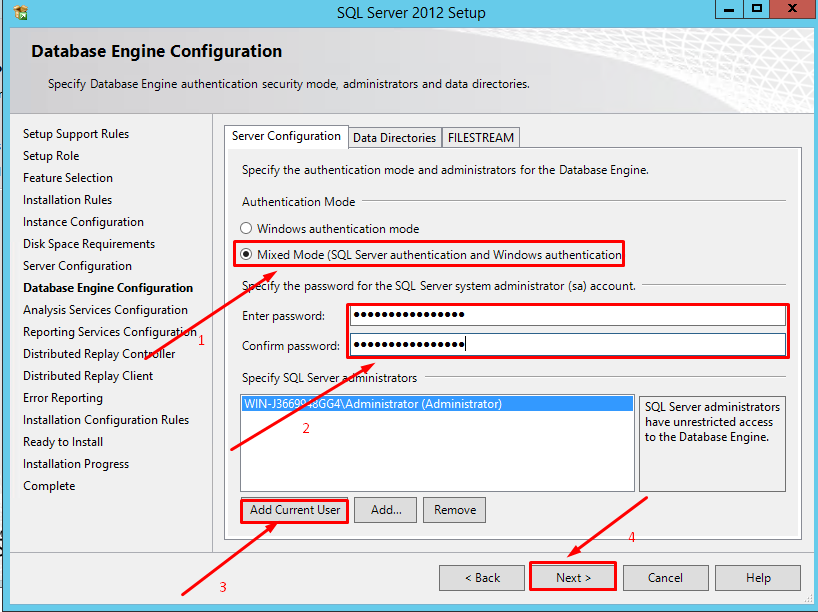 SQL Server 2012 Setup
Database Engine Configuration
Specify Database Engine authentication security mode, administrators and data directories.
Setup Support Rules
Setup Role
Feature Selection
Installation Rules
Instance Configuration
Disk Space Requirements
Server Configuration
Database Engine Configuration
Analysis Services Configuration
Reporting Services Configuration
Distributed Replay Controller
Distributed Replay Client
Error Reporting
Installation Configuration Rules
Ready to Install
Installation Progress
Complete
Server Configuration
Data Directories
FILESTREAM
Specify the authentication mode and administrators for the Database Engine.
Authentication Mode
Windows authentication mode
Mixed Mode (SQL Server authentication and Windows authentication
1
Specify the password for the SQL Server system administrator (sa) account.
Enter password: ●●●●●●●●●●●●●●●●
Confirm password: ●●●●●●●●●●●●●●●●
2
Specify SQL Server administrators
\Administrator (Administrator)
SQL Server administrators
have unrestricted access
to the Database Engine.
Add Current User
Add...
Remove
3
4
< Back
Next >
Cancel
Help